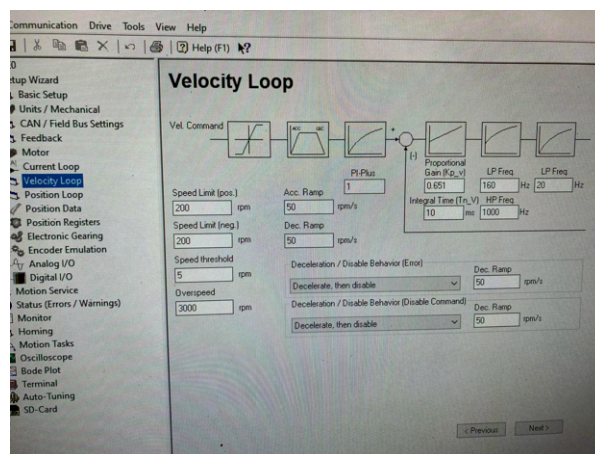 Communication Drive Tools View Help
Help (F1)
0
Setup Wizard
Basic Setup
Units / Mechanical
CAN / Field Bus Settings
Feedback
Motor
Current Loop
Velocity Loop
Position Loop
Position Data
Position Registers
Electronic Gearing
Encoder Emulation
Analog I/O
Digital I/O
Motion Service
Status (Errors / Warnings)
Monitor
Homing
Motion Tasks
Oscilloscope
Bode Plot
Terminal
Auto-Tuning
SD-Card
Velocity Loop
Vel. Command
ACC DEC
+
(-)
PI-Plus
1
Proportional
Gain (Kp_v)
0.651
LP Freq
160 Hz
LP Freq
20 Hz
Integral Time (Tn_V)
10 ms
HP Freq
1000 Hz
Speed Limit (pos.)
200 rpm
Acc. Ramp
50 rpm/s
Speed Limit (neg.)
200 rpm
Dec. Ramp
50 rpm/s
Speed threshold
5 rpm
Overspeed
3000 rpm
Deceleration / Disable Behavior (Error)
Decelerate, then disable
Dec. Ramp
50 rpm/s
Deceleration / Disable Behavior (Disable Command)
Decelerate, then disable
Dec. Ramp
50 rpm/s
< Previous
Next >